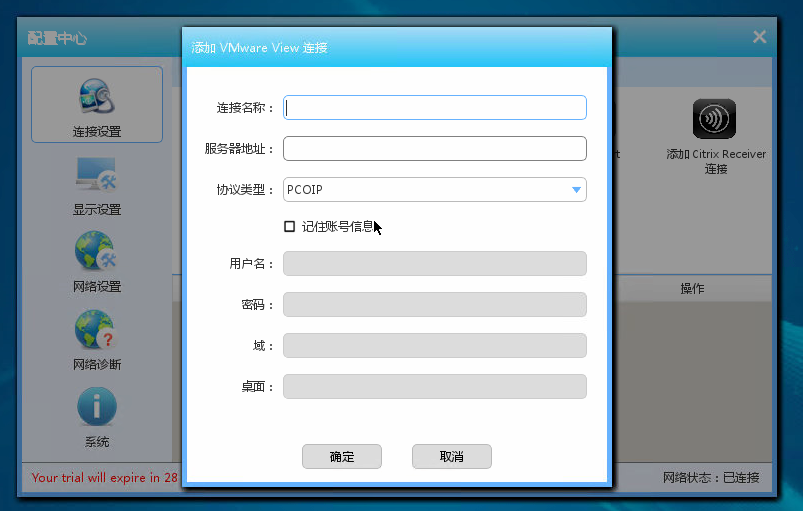 配置中心
添加 VMware View 连接
连接设置
显示设置
网络设置
网络诊断
系统
连接名称：
服务器地址：
协议类型：
PCOIP
记住账号信息
用户名：
密码：
域：
桌面：
确定
取消
添加 Citrix Receiver
连接
操作
Your trial will expire in 28
网络状态：已连接